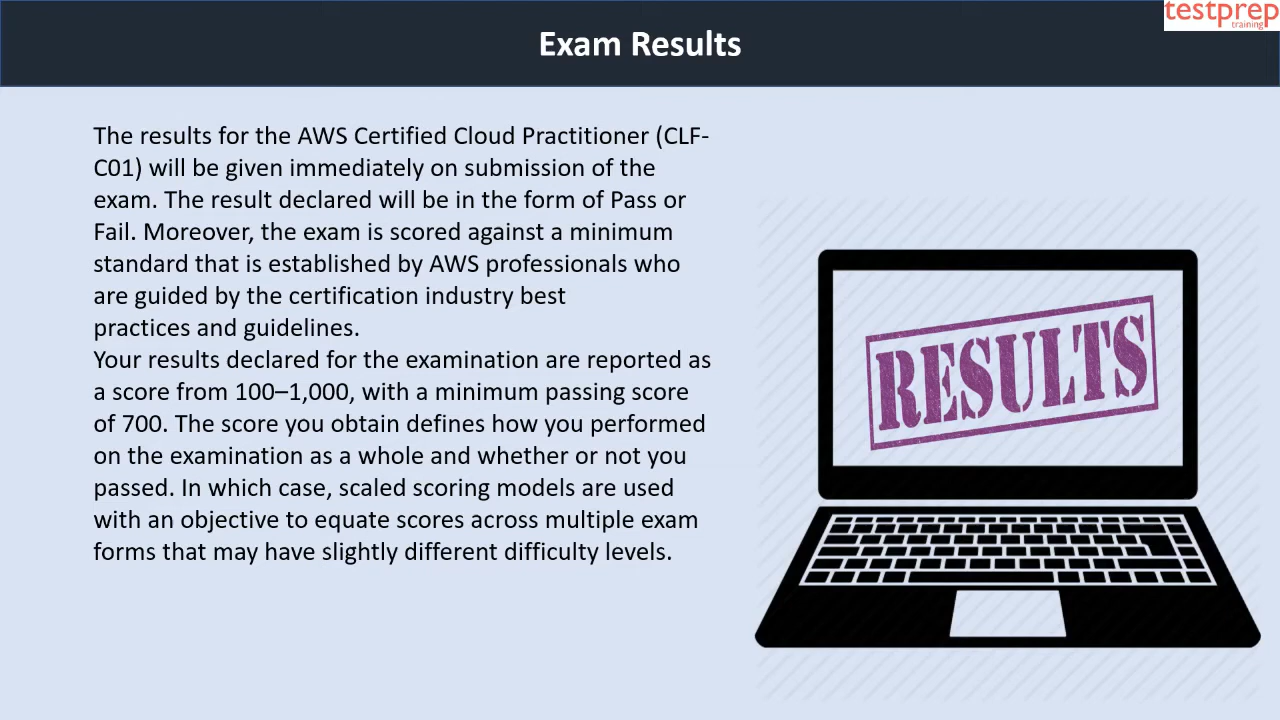 testprep
training
Exam Results
The results for the AWS Certified Cloud Practitioner (CLF-
C01) will be given immediately on submission of the
exam. The result declared will be in the form of Pass or
Fail. Moreover, the exam is scored against a minimum
standard that is established by AWS professionals who
are guided by the certification industry best
practices and guidelines.
Your results declared for the examination are reported as
a score from 100–1,000, with a minimum passing score
of 700. The score you obtain defines how you performed
on the examination as a whole and whether or not you
passed. In which case, scaled scoring models are used
with an objective to equate scores across multiple exam
forms that may have slightly different difficulty levels.
RESULTS